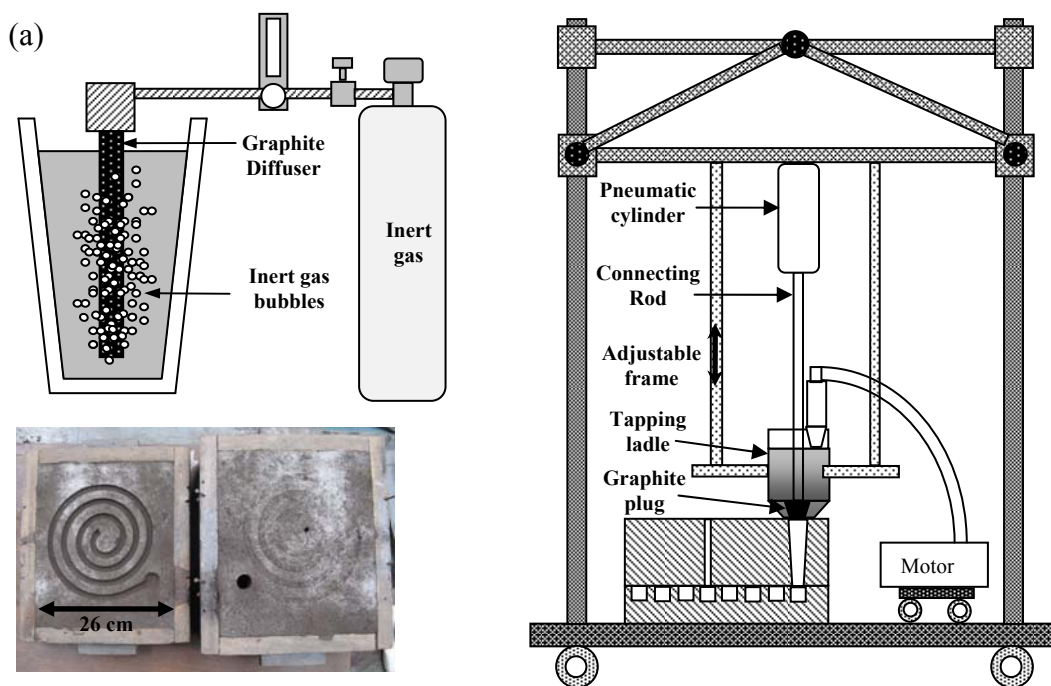 (a)
Graphite
Diffuser
Inert gas
bubbles
Inert
gas
26 cm
Pneumatic
cylinder
Connecting
Rod
Adjustable
frame
Tapping
ladle
Graphite
plug
Motor